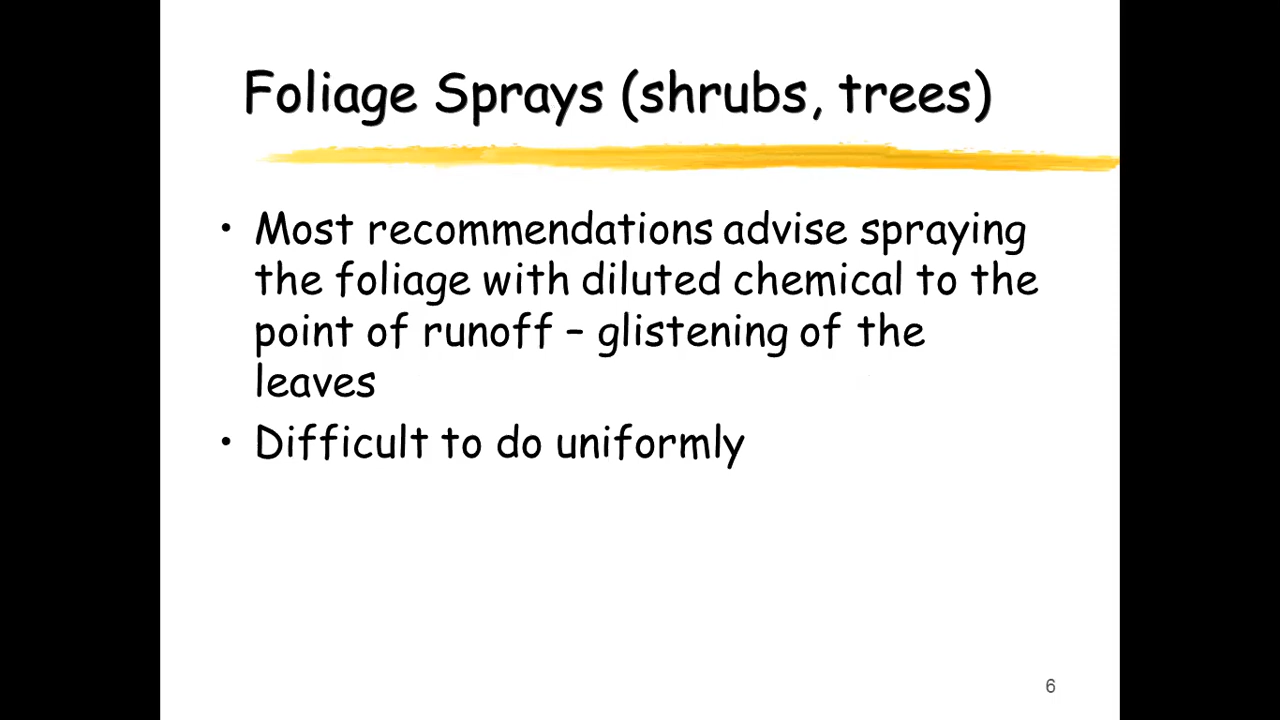 Foliage Sprays (shrubs, trees)
• Most recommendations advise spraying
the foliage with diluted chemical to the
point of runoff – glistening of the
leaves
• Difficult to do uniformly
6